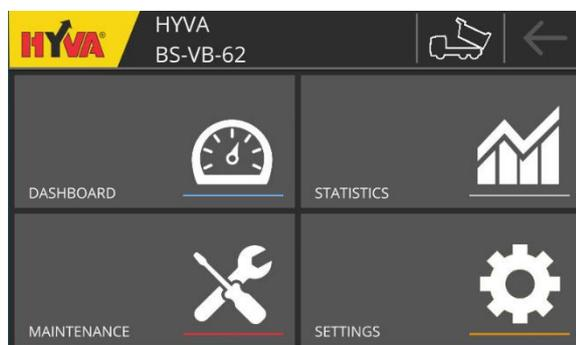 HYVA
HYVA
BS-VB-62
DASHBOARD
STATISTICS
MAINTENANCE
SETTINGS